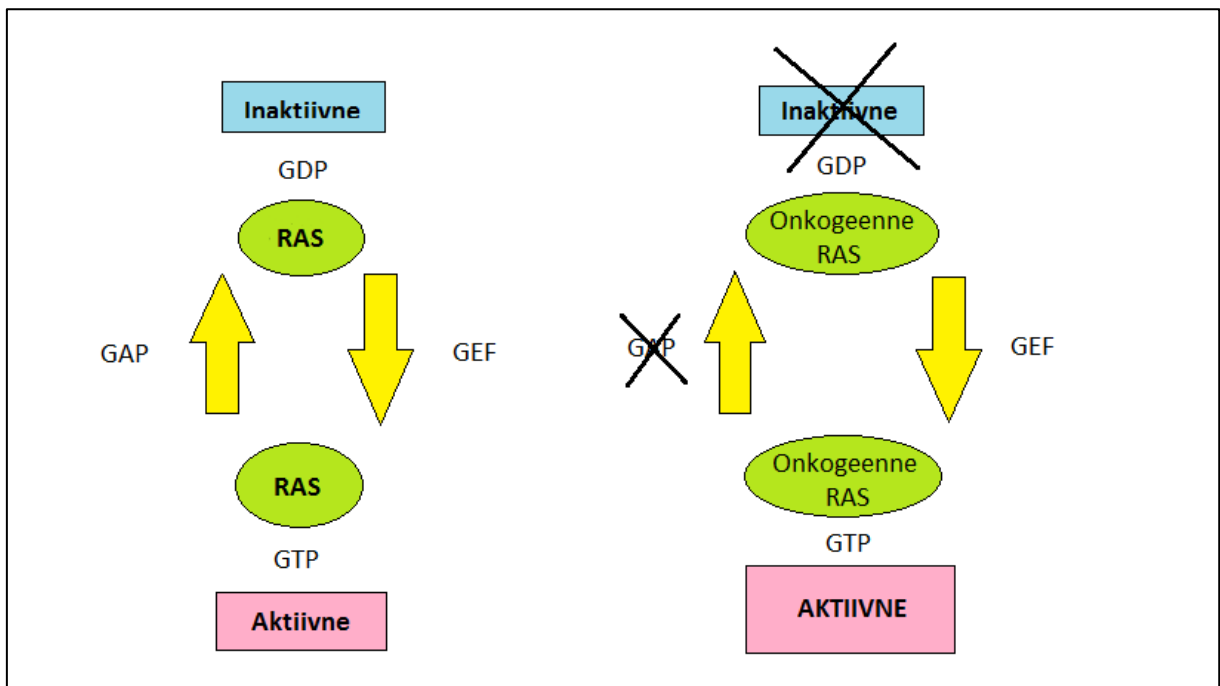 Inaktiivne
GDP
RAS
GAP
GEF
RAS
GTP
Aktiivne
Inaktiivne
GDP
Onkogeenne
RAS
GAP
GEF
Onkogeenne
RAS
GTP
AKTIIVNE